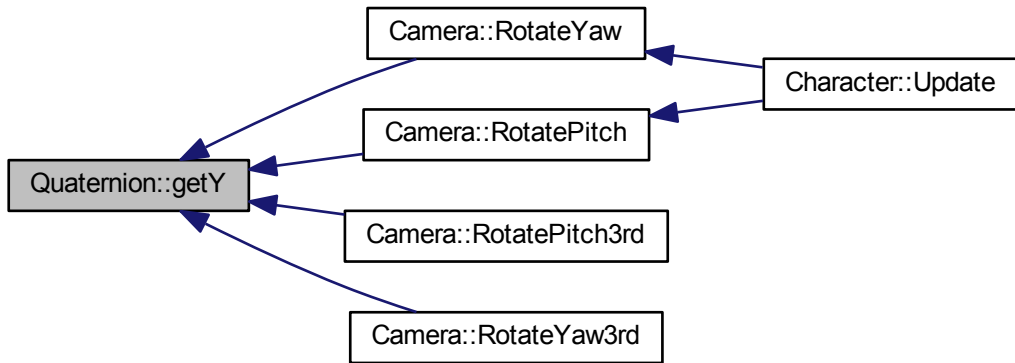 Camera::RotateYaw
Character::Update
Camera::RotatePitch
Quaternion::getY
Camera::RotatePitch3rd
Camera::RotateYaw3rd